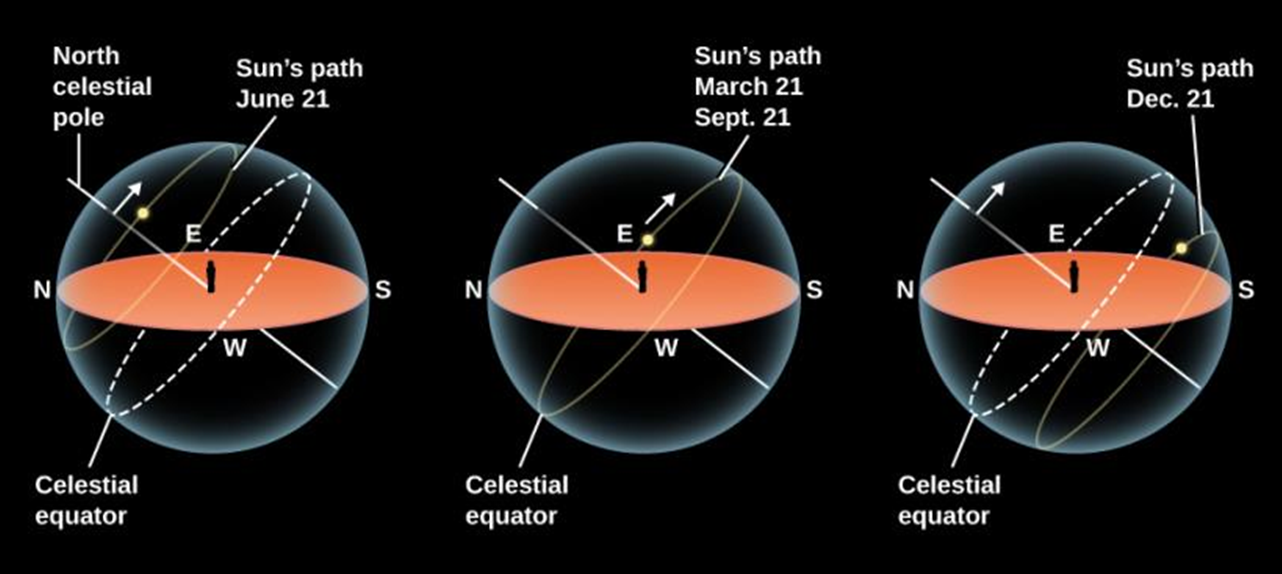 North
celestial
pole
Sun's path
June 21
E
N
S
W
Celestial
equator
Sun's path
March 21
Sept. 21
E
N
S
W
Celestial
equator
Sun's path
Dec. 21
E
N
S
W
Celestial
equator